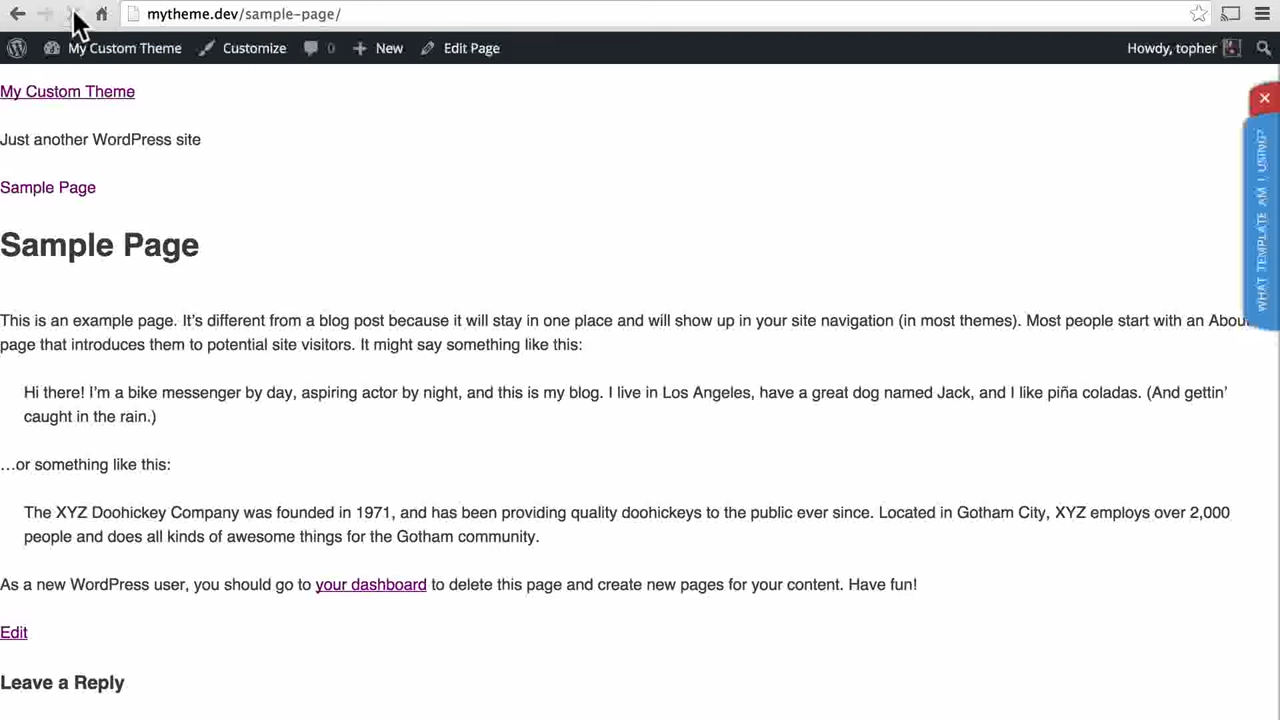 mytheme.dev/sample-page/
My Custom Theme Customize 0 New Edit Page Howdy, topher
My Custom Theme
Just another WordPress site
Sample Page
Sample Page
This is an example page. It’s different from a blog post because it will stay in one place and will show up in your site navigation (in most themes). Most people start with an Abou
page that introduces them to potential site visitors. It might say something like this:
Hi there! I’m a bike messenger by day, aspiring actor by night, and this is my blog. I live in Los Angeles, have a great dog named Jack, and I like piña coladas. (And gettin’
caught in the rain.)
…or something like this:
The XYZ Doohickey Company was founded in 1971, and has been providing quality doohickeys to the public ever since. Located in Gotham City, XYZ employs over 2,000
people and does all kinds of awesome things for the Gotham community.
As a new WordPress user, you should go to your dashboard to delete this page and create new pages for your content. Have fun!
Edit
Leave a Reply
WHAT TEMPLATE AM I USING?